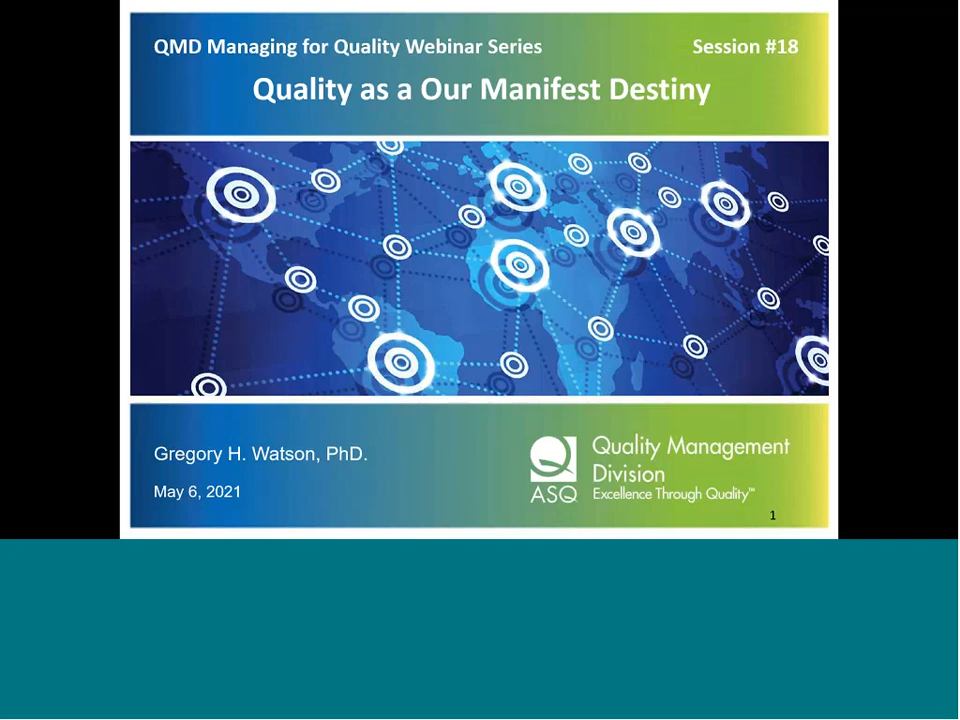 QMD Managing for Quality Webinar Series Session #18
Quality as a Our Manifest Destiny
Gregory H. Watson, PhD.
May 6, 2021
Quality Management
Division
ASQ Excellence Through Quality™
1